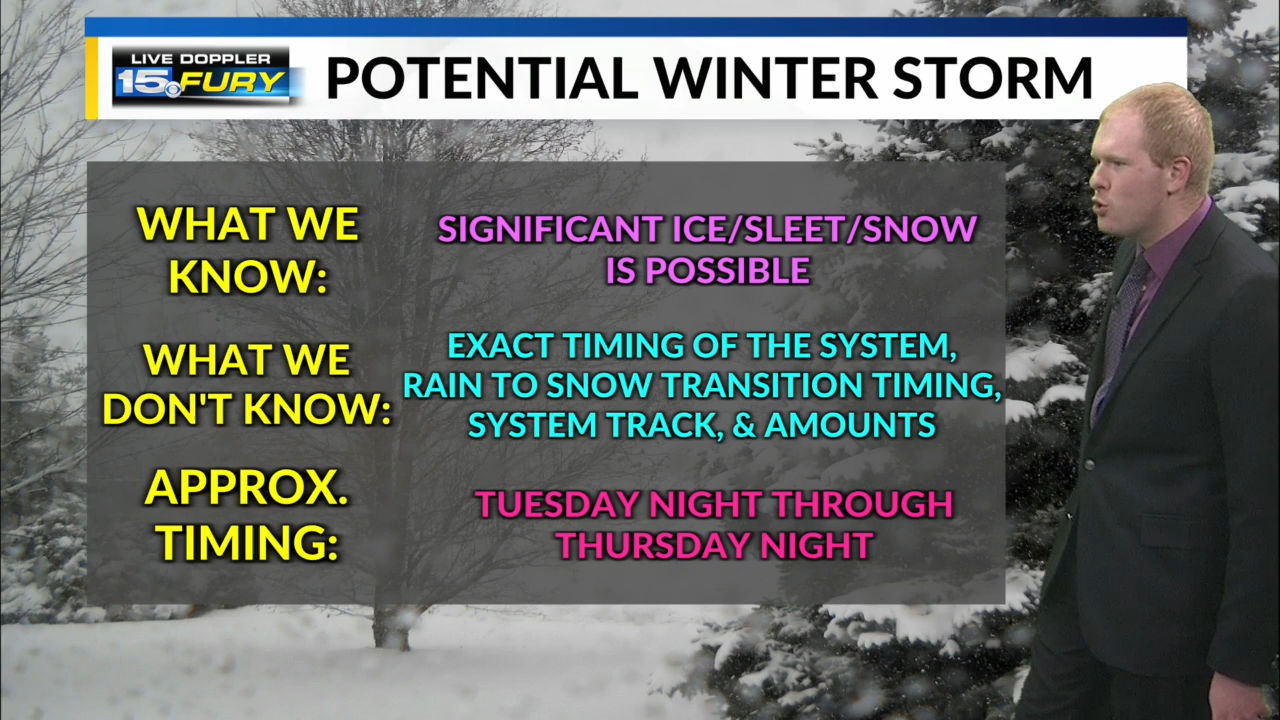 LIVE DOPPLER
15 FURY
POTENTIAL WINTER STORM
WHAT WE
KNOW:
SIGNIFICANT ICE/SLEET/SNOW
IS POSSIBLE
WHAT WE
DON'T KNOW:
EXACT TIMING OF THE SYSTEM,
RAIN TO SNOW TRANSITION TIMING,
SYSTEM TRACK, & AMOUNTS
APPROX.
TIMING:
TUESDAY NIGHT THROUGH
THURSDAY NIGHT